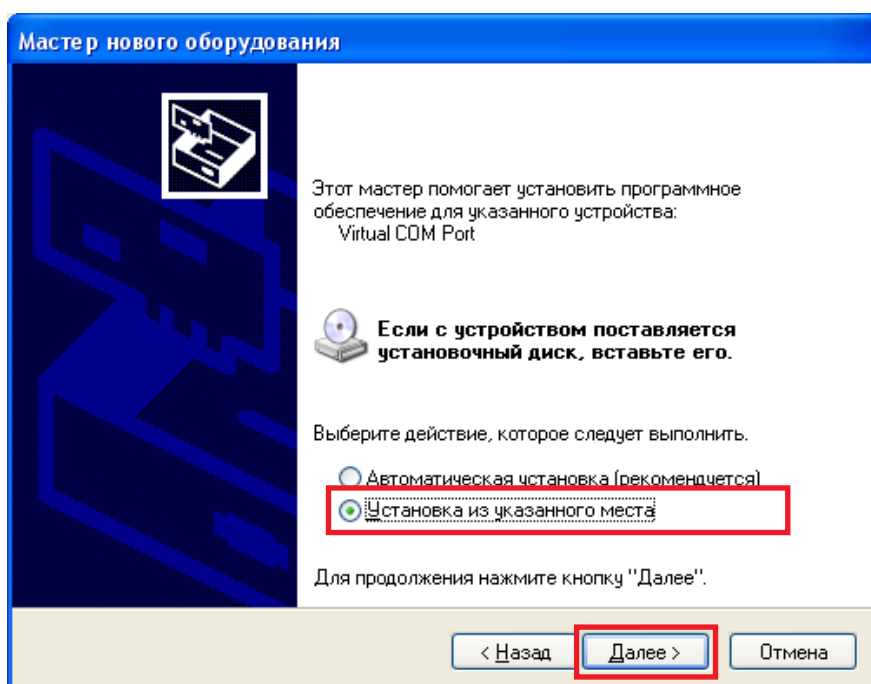 Мастер нового оборудования
Этот мастер помогает установить программное
обеспечение для указанного устройства:
Virtual COM Port
Если с устройством поставляется
установочный диск, вставьте его.
Выберите действие, которое следует выполнить.
Автоматическая установка (рекомендуется)
Установка из указанного места
Для продолжения нажмите кнопку "Далее".
< Назад
Далее >
Отмена